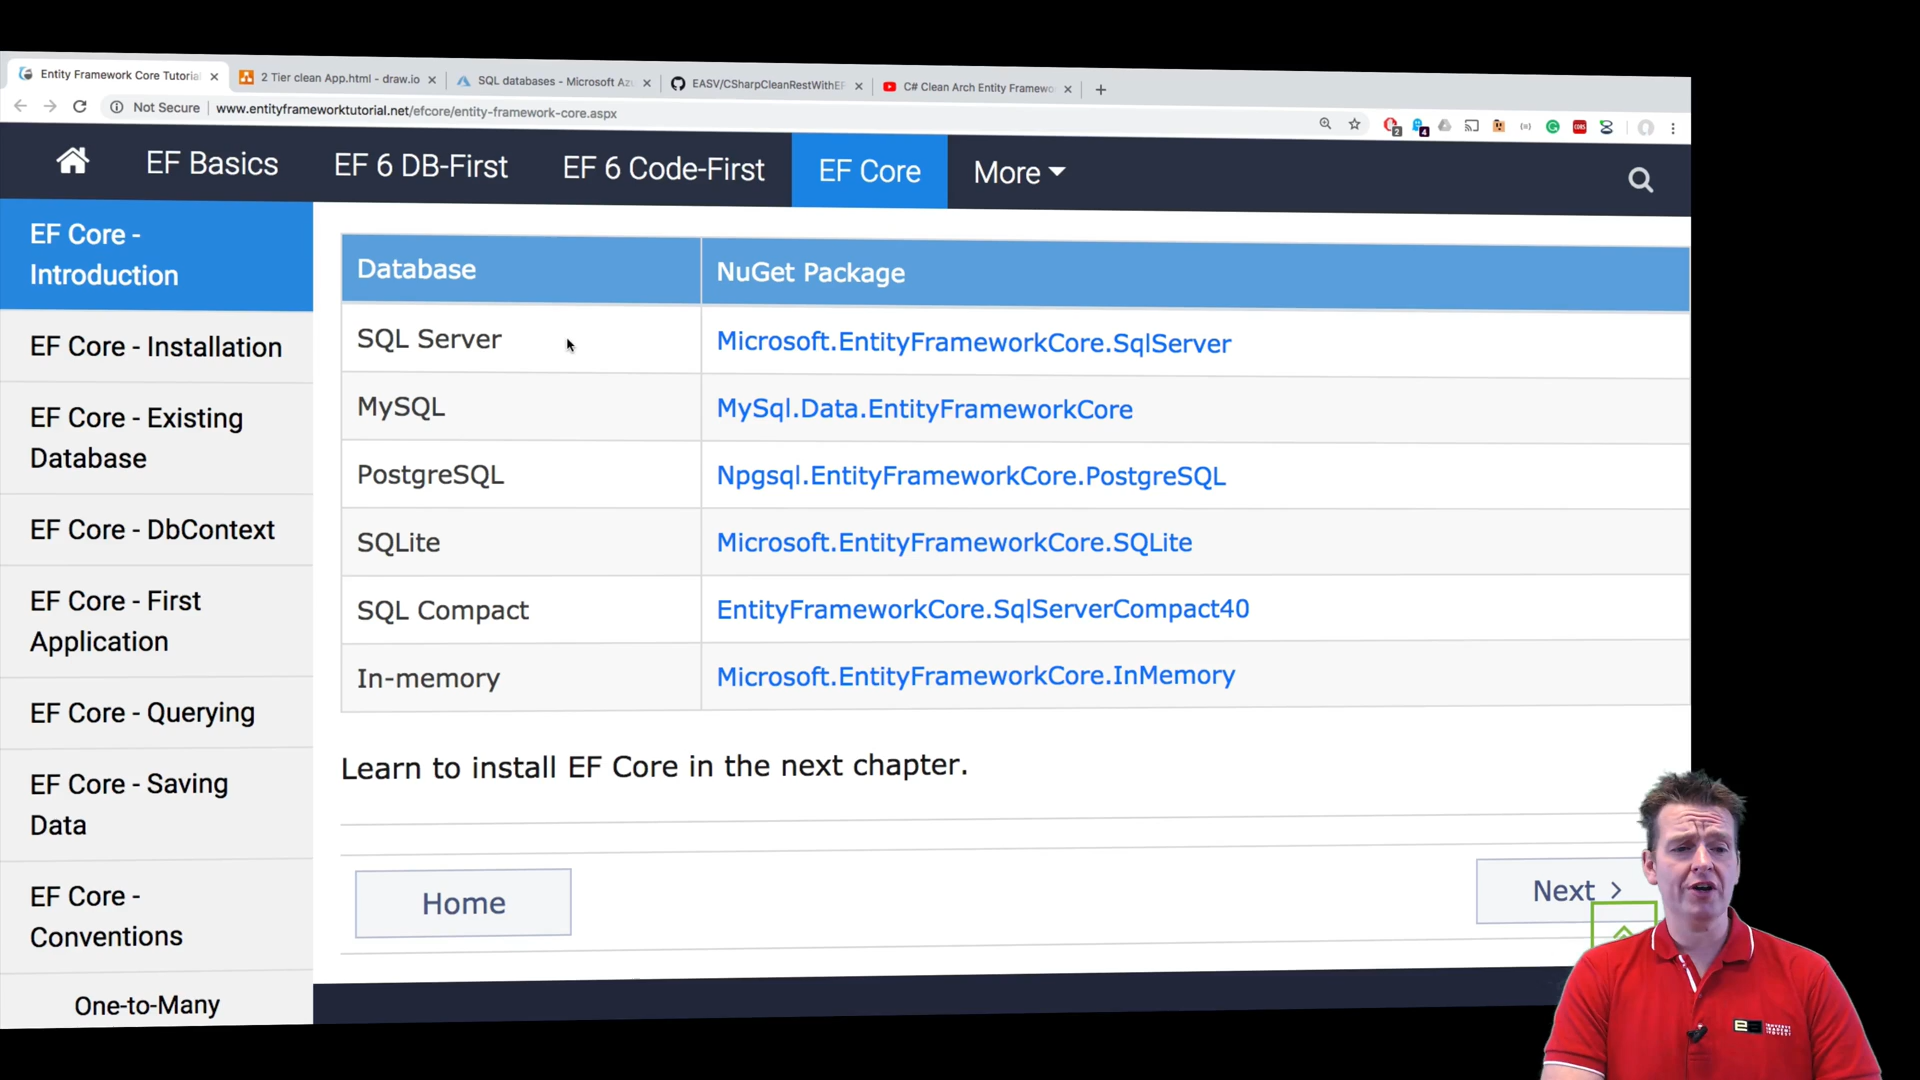 Entity Framework Core Tutoria
2 Tier clean App.html - draw.io
SQL databases - Microsoft Az
EASV/CSharpCleanRestWithEF
C# Clean Arch Entity Framewo
Not Secure
www.entityframeworktutorial.net/efcore/entity-framework-core.aspx
2
4
EF Basics
EF 6 DB-First
EF 6 Code-First
EF Core
More
EF Core -
Introduction
EF Core - Installation
EF Core - Existing
Database
EF Core - DbContext
EF Core - First
Application
EF Core - Querying
EF Core - Saving
Data
EF Core -
Conventions
One-to-Many
Database
NuGet Package
SQL Server
Microsoft.EntityFrameworkCore.SqlServer
MySQL
MySql.Data.EntityFrameworkCore
PostgreSQL
Npgsql.EntityFrameworkCore.PostgreSQL
SQLite
Microsoft.EntityFrameworkCore.SQLite
SQL Compact
EntityFrameworkCore.SqlServerCompact40
In-memory
Microsoft.EntityFrameworkCore.InMemory
Learn to install EF Core in the next chapter.
Home
Next